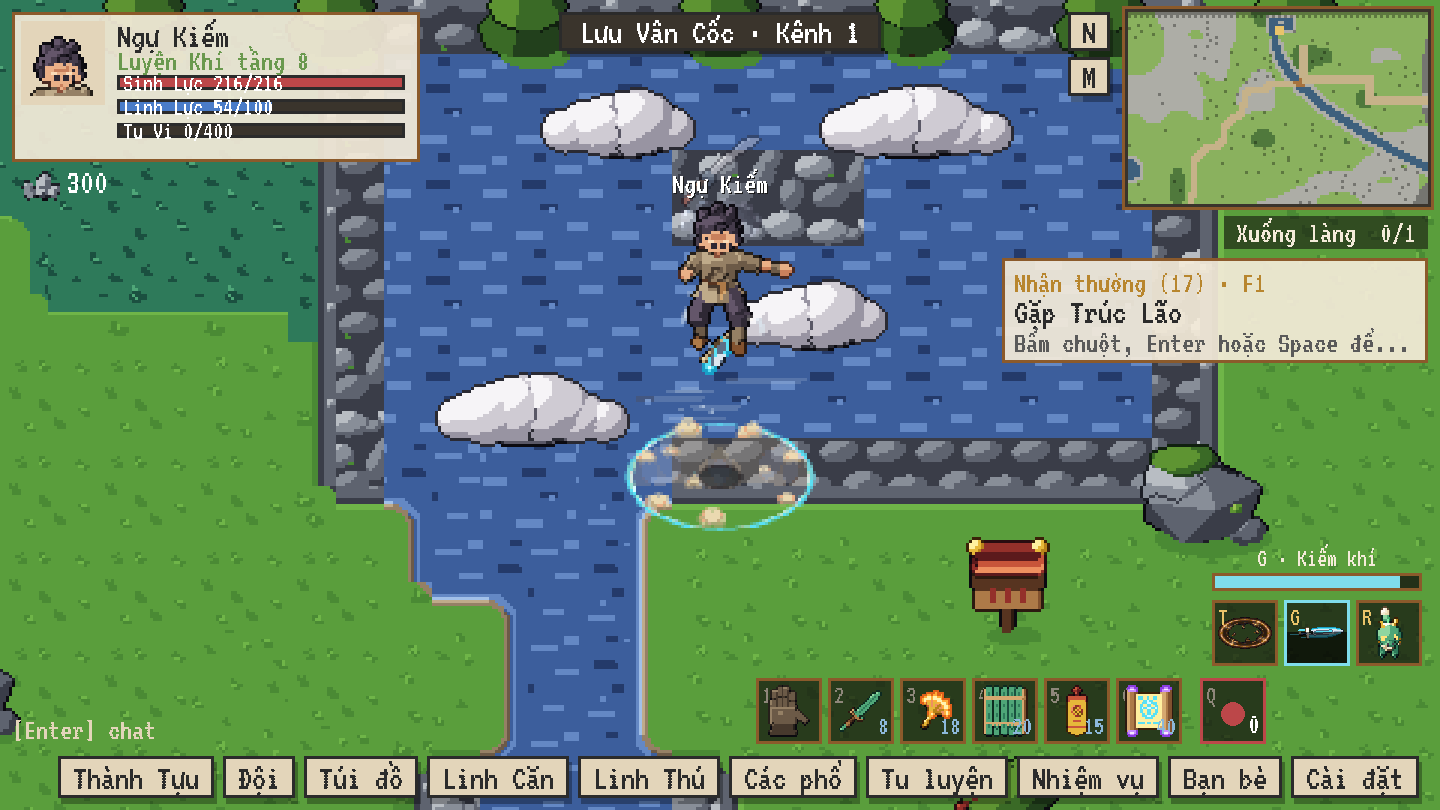 Ngự Kiếm
Luyện Khí tầng 8
Sinh Lực 216/216
Linh Lực 54/100
Tu Vi 0/400
300
Lưu Vân Cốc · Kênh 1
N
M
Xuống làng 0/1
Nhận thưởng (17) · F1
Gặp Trúc Lão
Bấm chuột, Enter hoặc Space để...
Ngự Kiếm
G · Kiếm khí
T G R
1 2 3 4 5 Q
8 18 20 15 40 0
[Enter] chat
Thành Tựu Đội Túi đồ Linh Căn Linh Thú Các phổ Tu luyện Nhiệm vụ Bạn bè Cài đặt